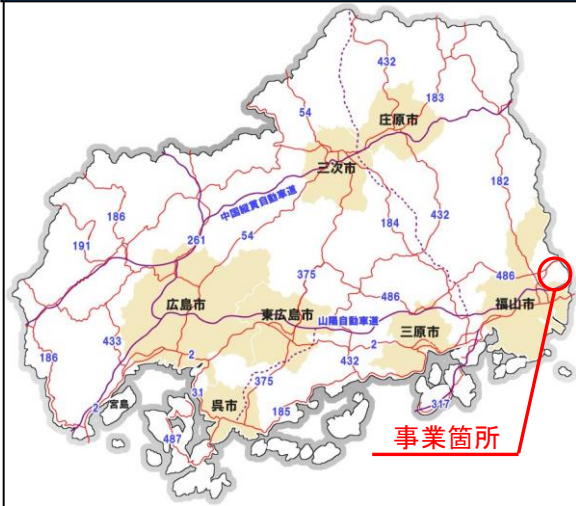 432
183
54
庄原市
三次市
182
中国縦貫自動車道
186
191
261
54
184
432
375
486
広島市
東広島市
山陽自動車道
486
福山市
三原市
186
433
2
2
432
375
31
呉市
185
宮島
2
317
487
事業箇所